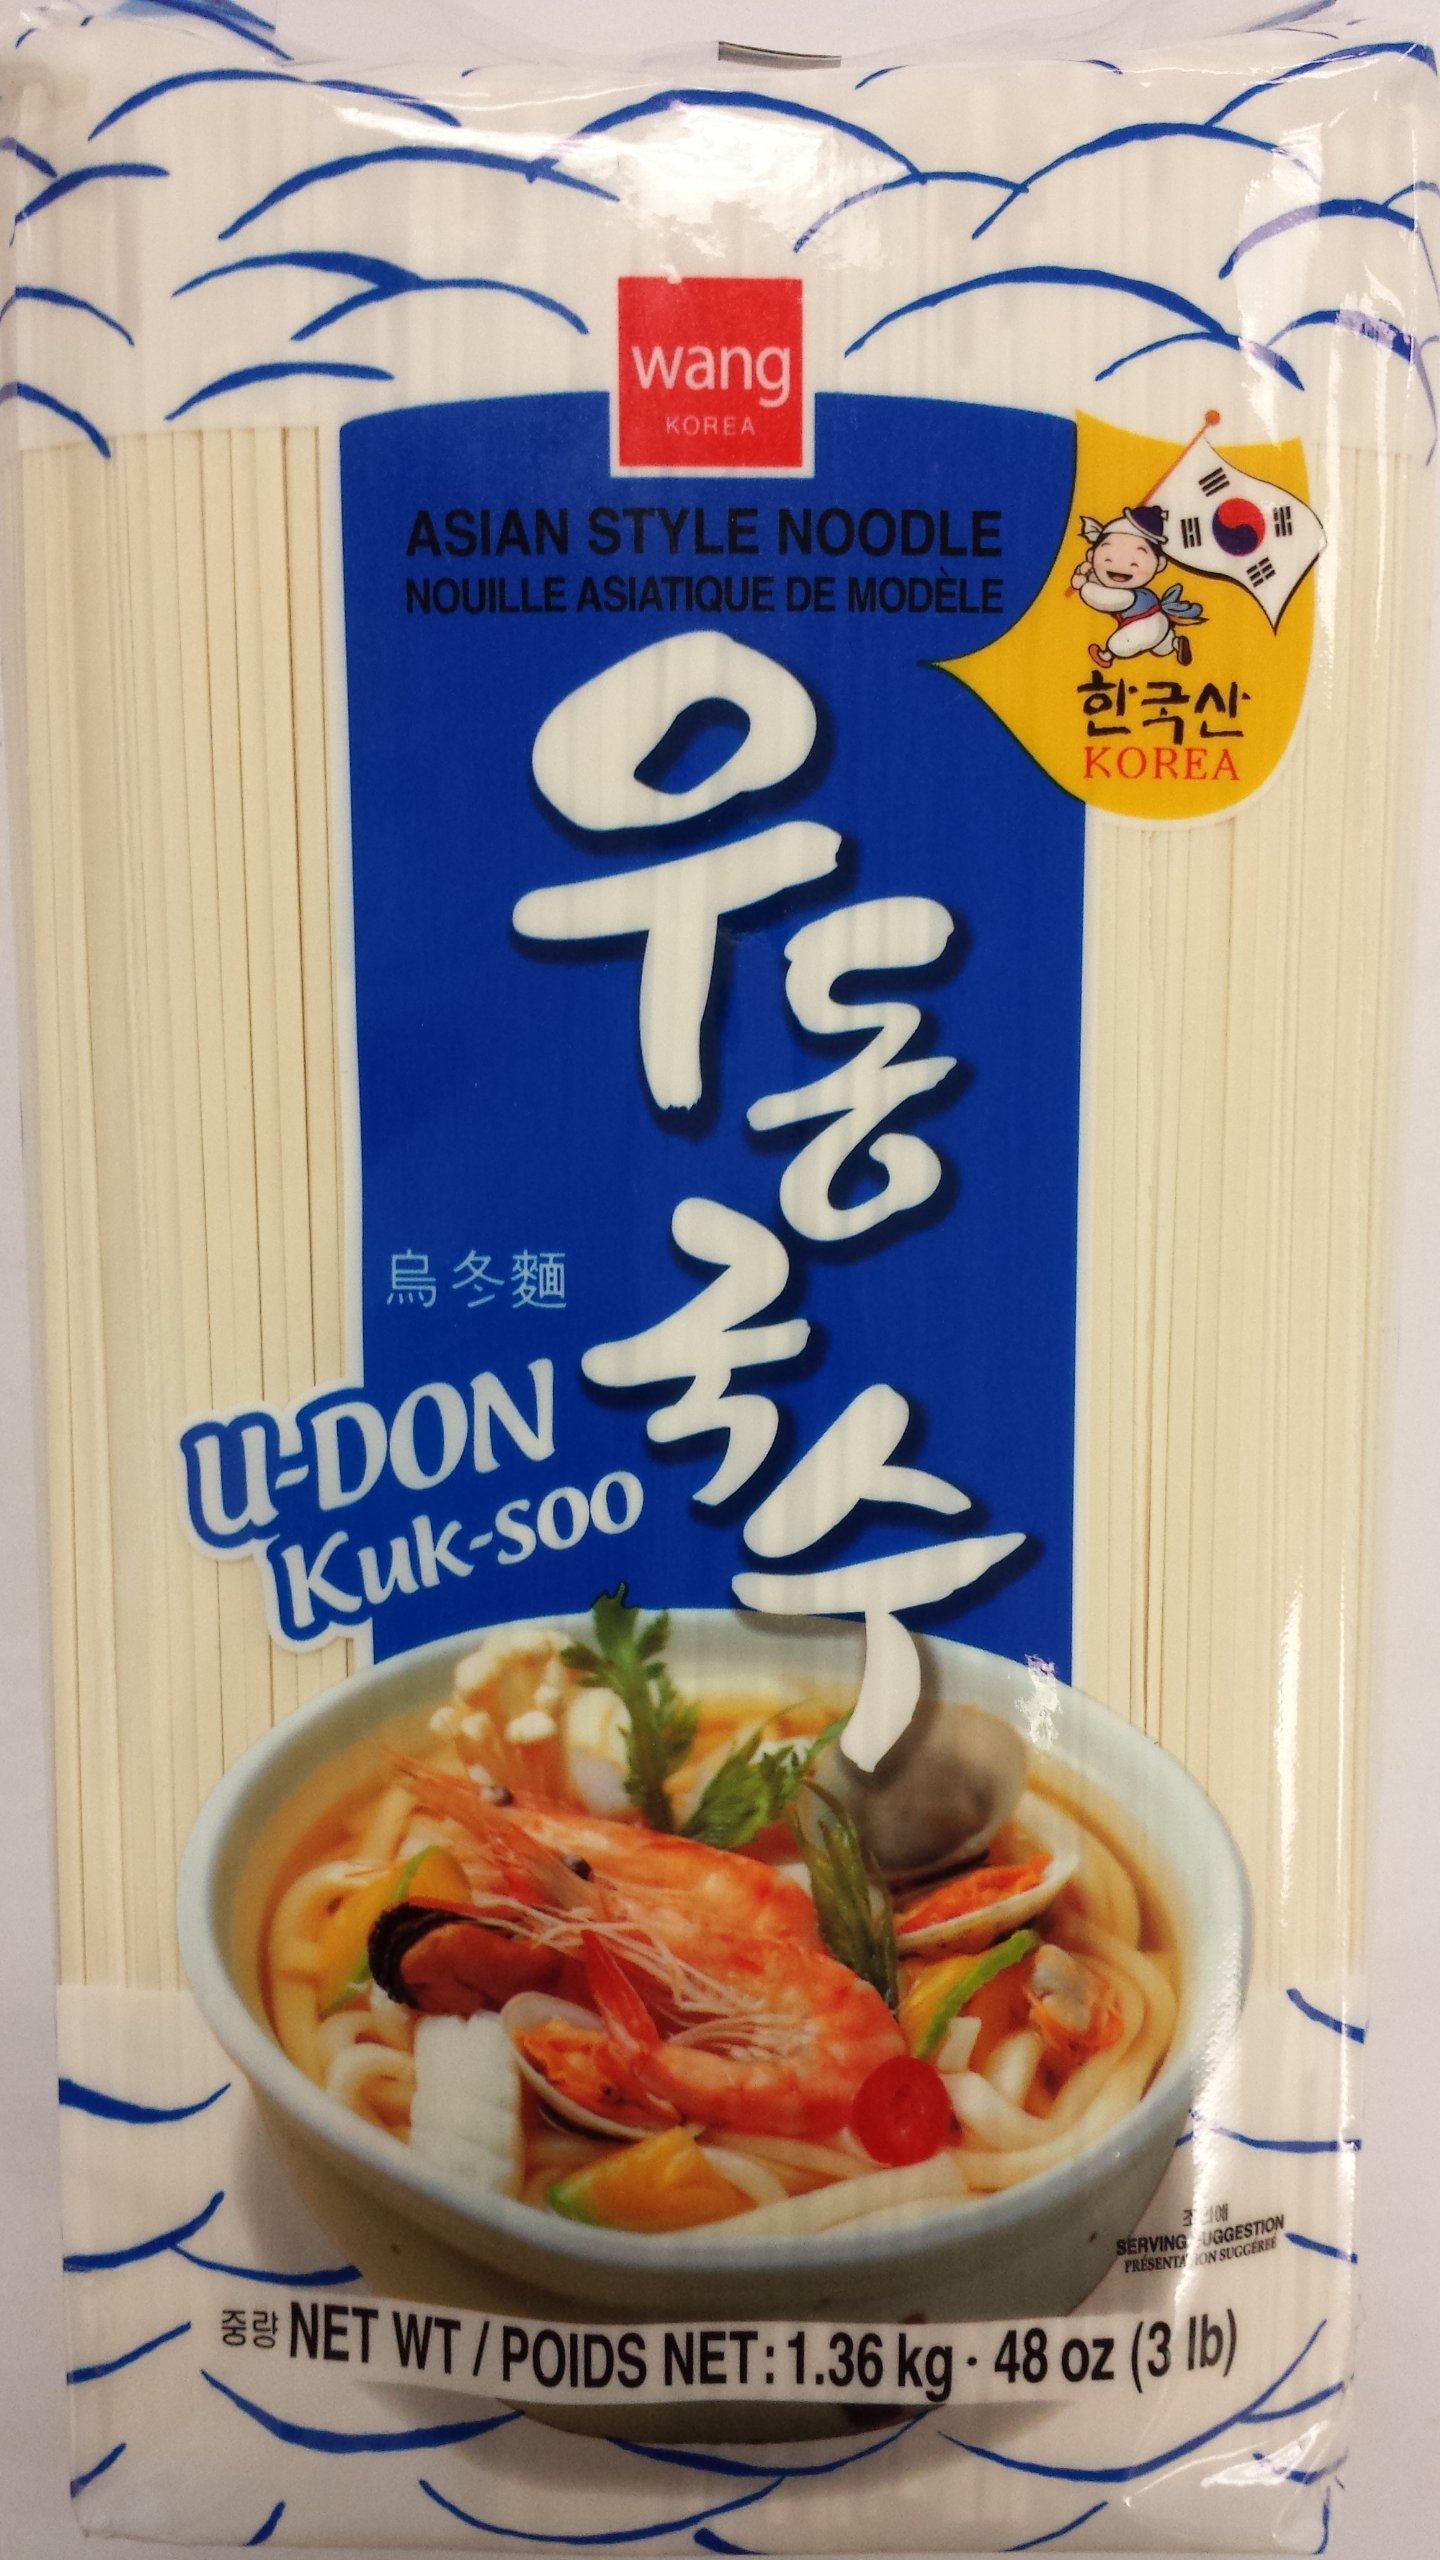 wang
KOREA
ASIAN STYLE NOODLE
NOUILLE ASIATIQUE DE MODÈLE
한국산
KOREA
우동
국수
烏冬麵
U-DON
Kuk-soo
SERVING SUGGESTION
PRÉSENTATION SUGGÉRÉE
중량 NET WT / POIDS NET: 1.36 kg · 48 oz (3 lb)